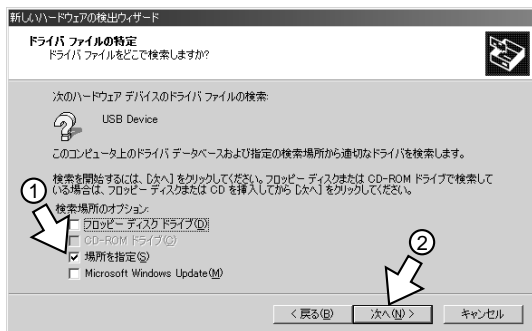 新しいハードウェアの検出ウィザード
ドライバ ファイルの特定
ドライバ ファイルをどこで検索しますか?
次のハードウェア デバイスのドライバ ファイルの検索:
USB Device
このコンピュータ上のドライバ データベースおよび指定の検索場所から適切なドライバを検索します。
検索を開始するには、[次へ] をクリックしてください。フロッピー ディスクまたは CD-ROM ドライブで検索して
いる場合は、フロッピー ディスクまたは CD を挿入してから [次へ] をクリックしてください。
①
検索場所のオプション:
フロッピー ディスク ドライブ(D)
CD-ROM ドライブ(C)
場所を指定(S)
②
Microsoft Windows Update(M)
< 戻る(B) 次へ(N) > キャンセル